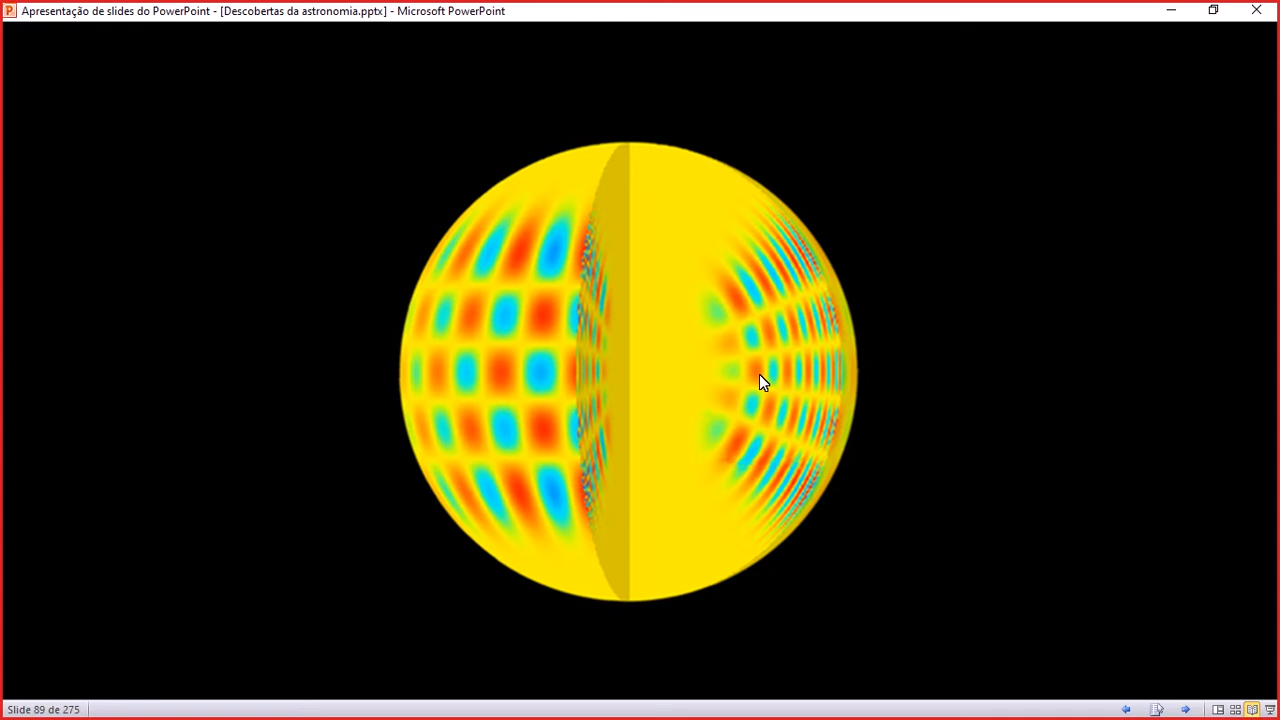 Apresentação de slides do PowerPoint - [Descobertas da astronomia.pptx] - Microsoft PowerPoint
Slide 89 de 275